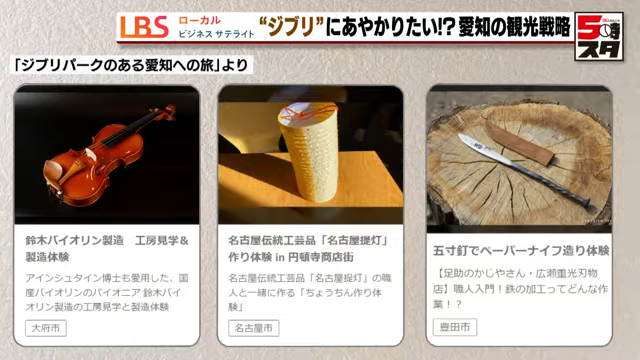 LBS ローカル
ビジネス サテライト
"ジブリ"にあやかりたい!? 愛知の観光戦略
5時スタ
「ジブリパークのある愛知への旅」より
鈴木バイオリン製造 工房見学&
製造体験
アインシュタイン博士も愛用した、国
産バイオリンのパイオニア 鈴木バイ
オリン製造の工房見学と製造体験
大府市
名古屋伝統工芸品「名古屋提灯」
作り体験 in 円頓寺商店街
名古屋伝統工芸品「名古屋提灯」の職
人と一緒に作る「ちょうちん作り体
験」
名古屋市
五寸釘でペーパーナイフ造り体験
【足助のかじやさん・広瀬重光刃物
店】職人入門！鉄の加工ってどんな作
業！？
豊田市